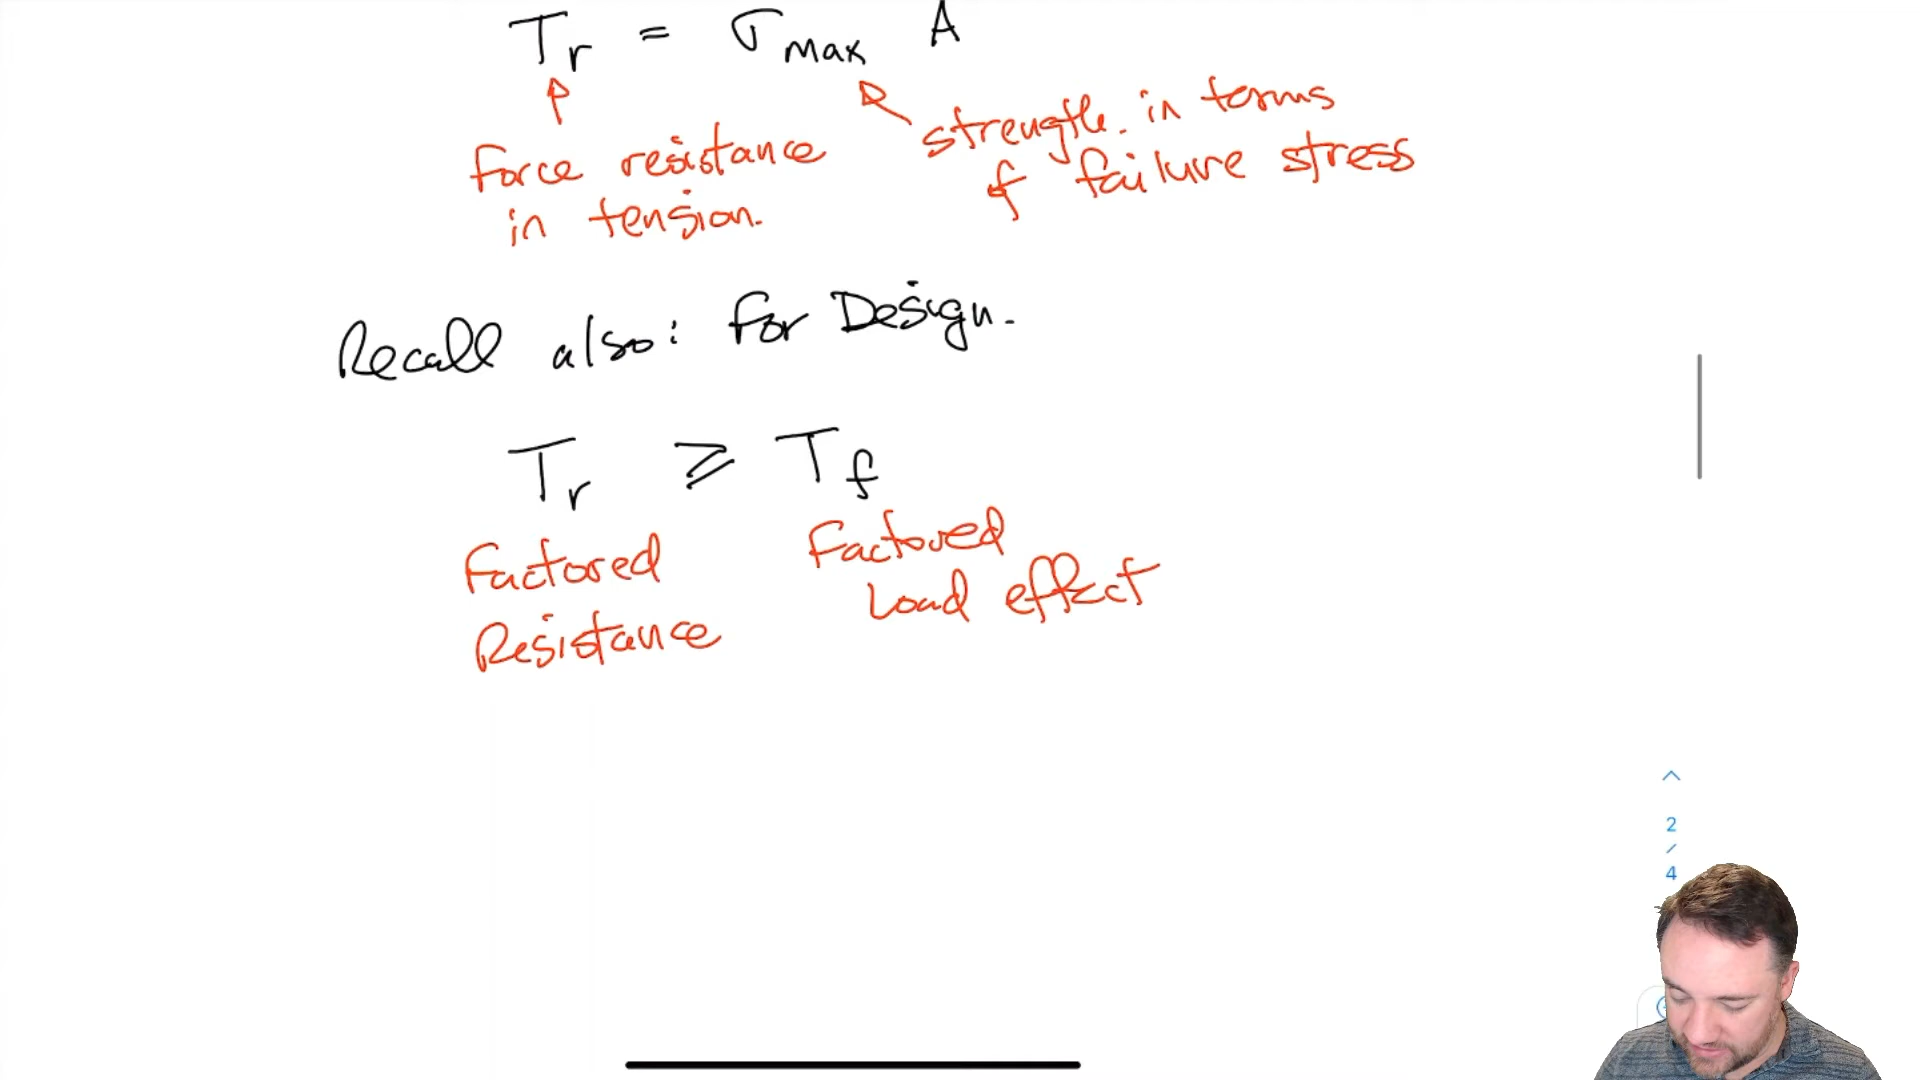 Tr = σmax A
Force resistance
in tension.
strength in terms
of failure stress
Recall also: For Design.
Tr ≥ Tf
Factored
Resistance
Factored
Load effect
2
/
4